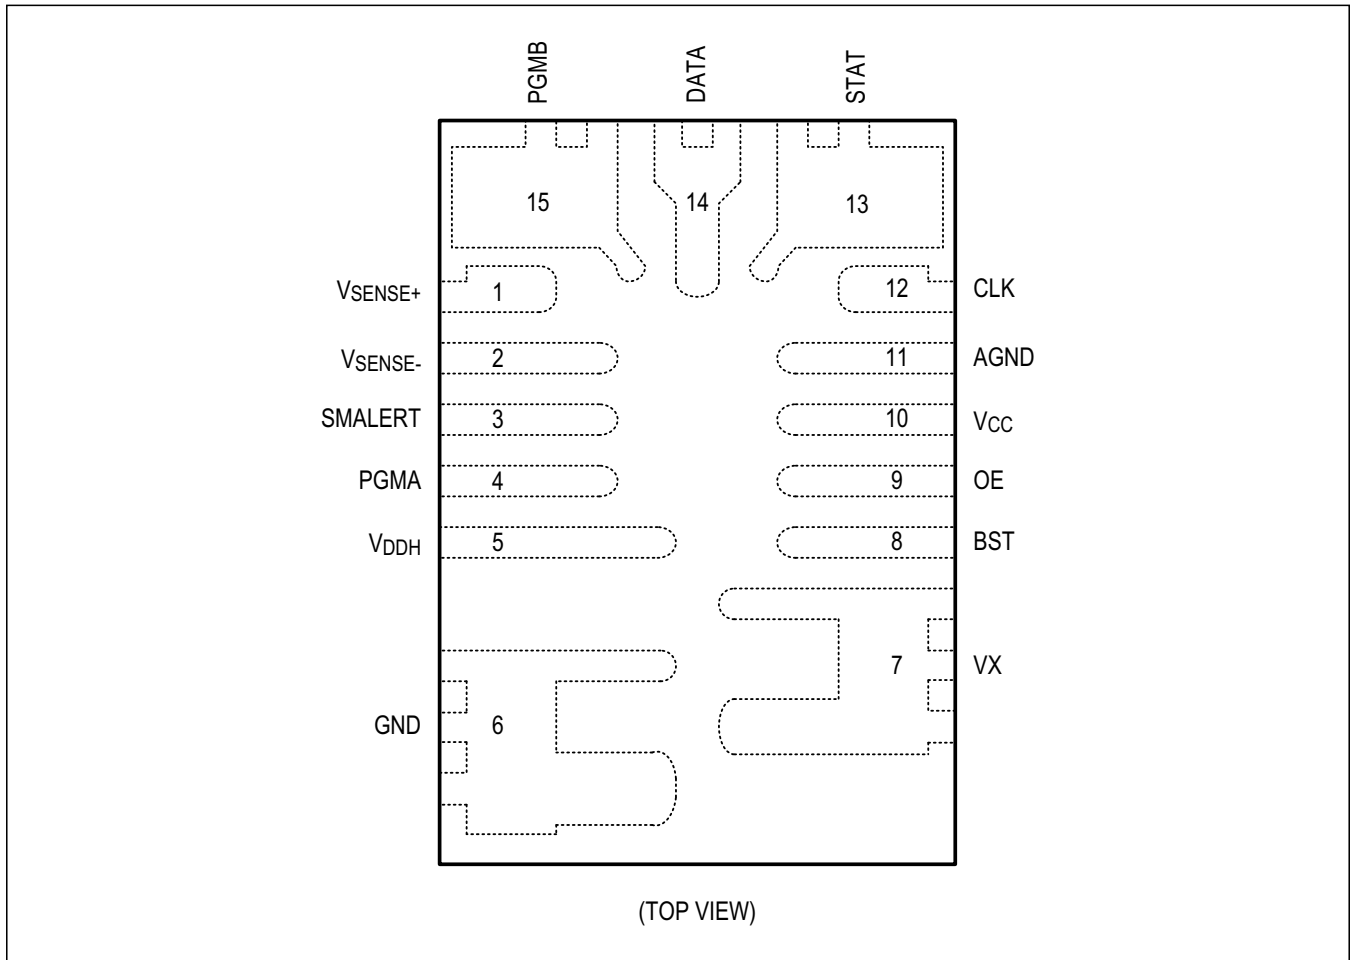 PGMB DATA STAT
15 14 13
VSENSE+ 1 12 CLK
VSENSE- 2 11 AGND
SMALERT 3 10 VCC
PGMA 4 9 OE
VDDH 5 8 BST
7 VX
GND 6
(TOP VIEW)